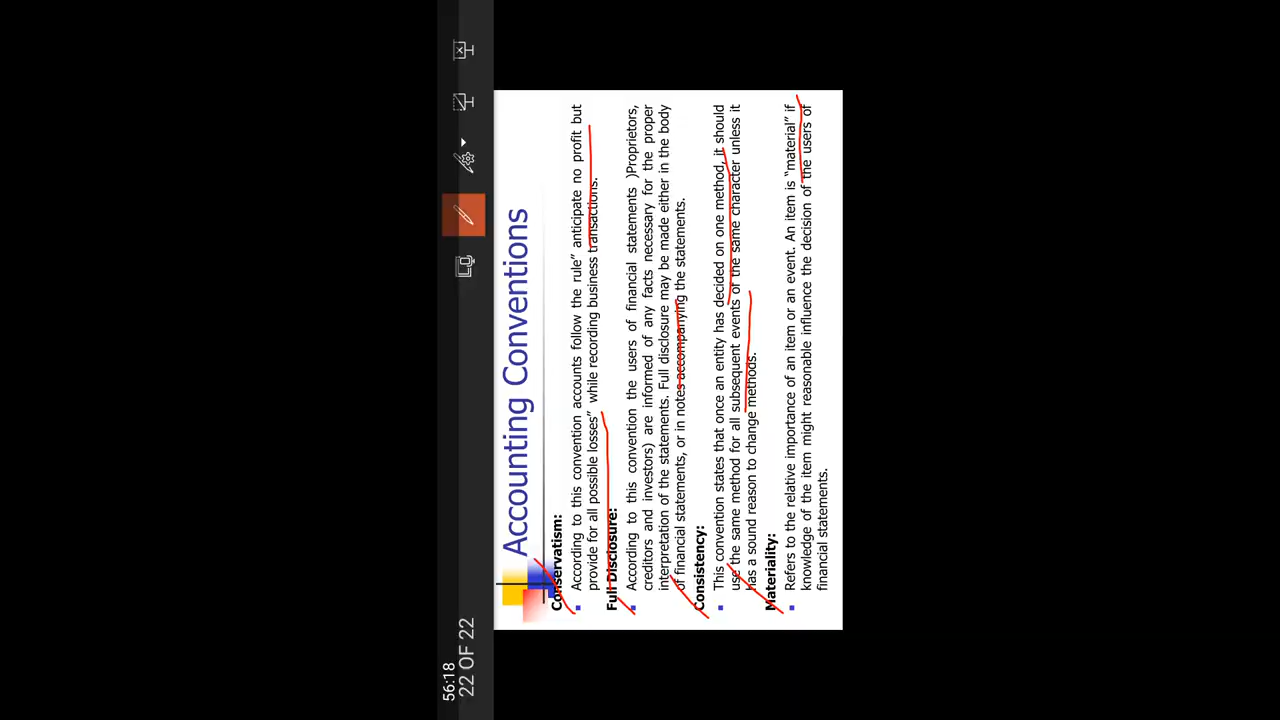 56:18
22 OF 22
Accounting Conventions
Conservatism:
According to this convention accounts follow the rule” anticipate no profit but
provide for all possible losses” while recording business transactions.
Full Disclosure:
According to this convention the users of financial statements )Proprietors,
creditors and investors) are informed of any facts necessary for the proper
interpretation of the statements. Full disclosure may be made either in the body
of financial statements, or in notes accompanying the statements.
Consistency:
This convention states that once an entity has decided on one method, it should
use the same method for all subsequent events of the same character unless it
has a sound reason to change methods.
Materiality:
Refers to the relative importance of an item or an event. An item is “material” if
knowledge of the item might reasonable influence the decision of the users of
financial statements.